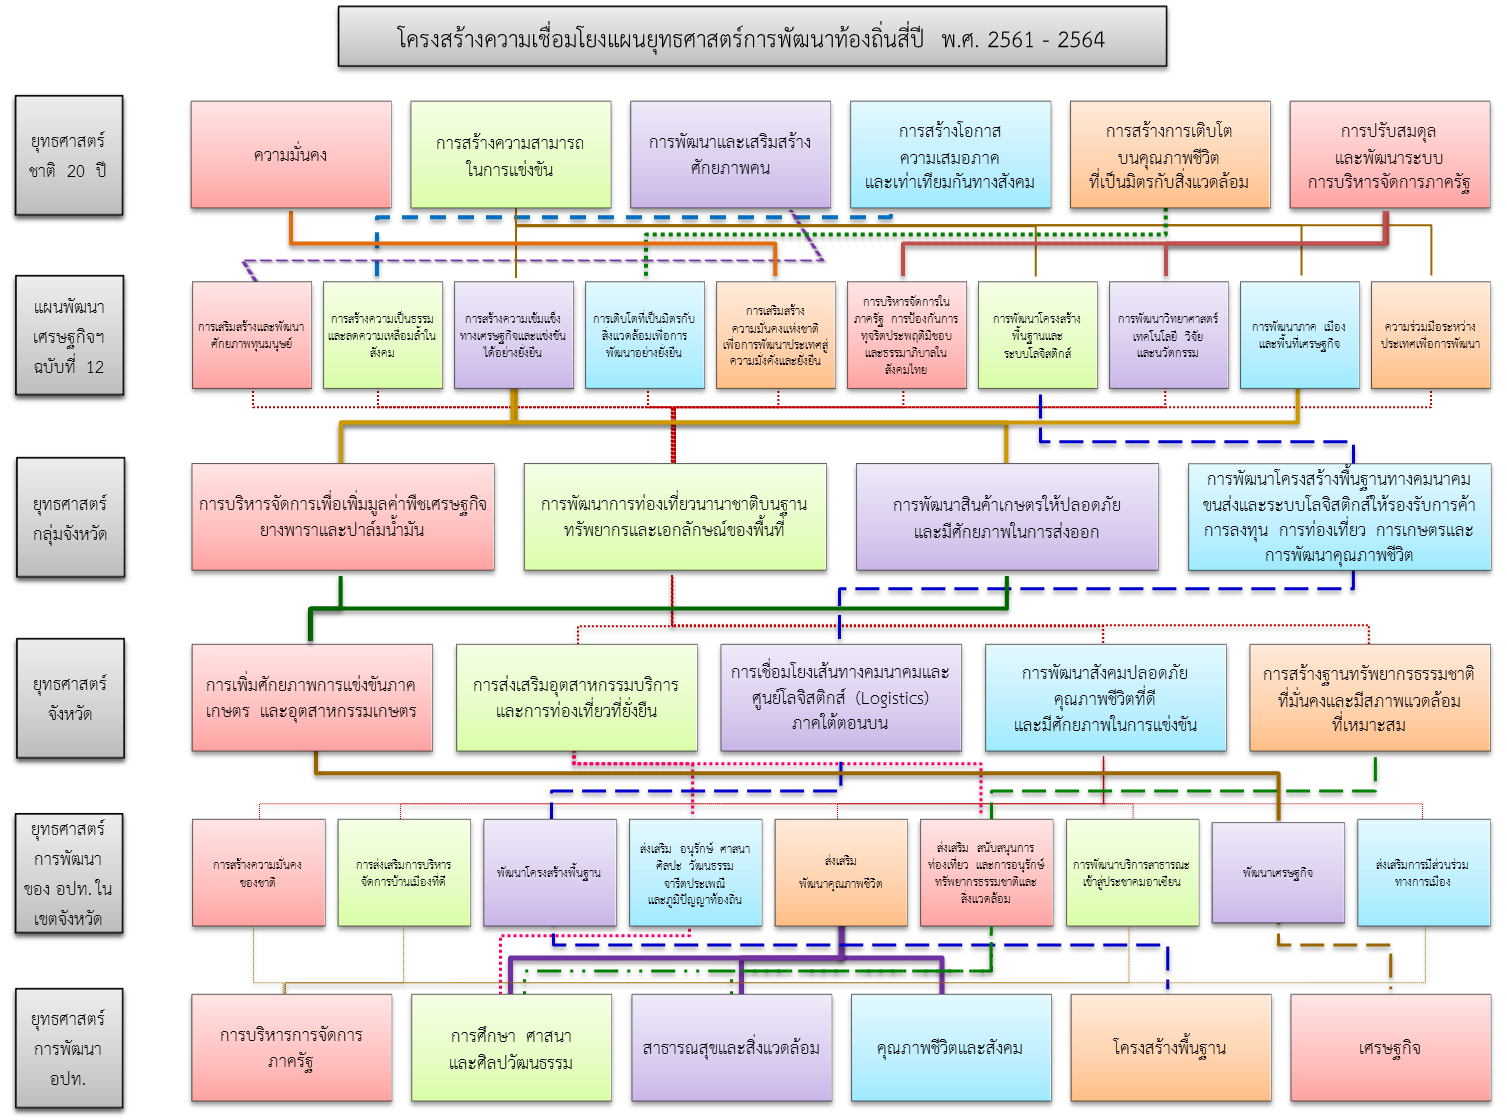 โครงสร้างความเชื่อมโยงแผนยุทธศาสตร์การพัฒนาท้องถิ่นสี่ปี พ.ศ. 2561 - 2564
ยุทธศาสตร์
ชาติ 20 ปี
ความมั่นคง
การสร้างความสามารถ
ในการแข่งขัน
การพัฒนาและเสริมสร้าง
ศักยภาพคน
การสร้างโอกาส
ความเสมอภาค
และเท่าเทียมกันทางสังคม
การสร้างการเติบโต
บนคุณภาพชีวิต
ที่เป็นมิตรกับสิ่งแวดล้อม
การปรับสมดุล
และพัฒนาระบบ
การบริหารจัดการภาครัฐ
แผนพัฒนา
เศรษฐกิจฯ
ฉบับที่ 12
การเสริมสร้างและพัฒนา
ศักยภาพทุนมนุษย์
การสร้างความเป็นธรรม
และลดความเหลื่อมล้ำใน
สังคม
การสร้างความเข้มแข็ง
ทางเศรษฐกิจและแข่งขัน
ได้อย่างยั่งยืน
การเติบโตที่เป็นมิตรกับ
สิ่งแวดล้อมเพื่อการ
พัฒนาอย่างยั่งยืน
การเสริมสร้าง
ความมั่นคงแห่งชาติ
เพื่อการพัฒนาประเทศสู่
ความมั่งคั่งและยั่งยืน
การบริหารจัดการใน
ภาครัฐ การป้องกันการ
ทุจริตประพฤติมิชอบ
และธรรมาภิบาลใน
สังคมไทย
การพัฒนาโครงสร้าง
พื้นฐานและ
ระบบโลจิสติกส์
การพัฒนาวิทยาศาสตร์
เทคโนโลยี วิจัย
และนวัตกรรม
การพัฒนาภาค เมือง
และพื้นที่เศรษฐกิจ
ความร่วมมือระหว่าง
ประเทศเพื่อการพัฒนา
ยุทธศาสตร์
กลุ่มจังหวัด
การบริหารจัดการเพื่อเพิ่มมูลค่าพืชเศรษฐกิจ
ยางพาราและปาล์มน้ำมัน
การพัฒนาการท่องเที่ยวนานาชาติบนฐาน
ทรัพยากรและเอกลักษณ์ของพื้นที่
การพัฒนาสินค้าเกษตรให้ปลอดภัย
และมีศักยภาพในการส่งออก
การพัฒนาโครงสร้างพื้นฐานทางคมนาคม
ขนส่งและระบบโลจิสติกส์ให้รองรับการค้า
การลงทุน การท่องเที่ยว การเกษตรและ
การพัฒนาคุณภาพชีวิต
ยุทธศาสตร์
จังหวัด
การเพิ่มศักยภาพการแข่งขันภาค
เกษตร และอุตสาหกรรมเกษตร
การส่งเสริมอุตสาหกรรมบริการ
และการท่องเที่ยวที่ยั่งยืน
การเชื่อมโยงเส้นทางคมนาคมและ
ศูนย์โลจิสติกส์ (Logistics)
ภาคใต้ตอนบน
การพัฒนาสังคมปลอดภัย
คุณภาพชีวิตที่ดี
และมีศักยภาพในการแข่งขัน
การสร้างฐานทรัพยากรธรรมชาติ
ที่มั่นคงและมีสภาพแวดล้อม
ที่เหมาะสม
ยุทธศาสตร์
การพัฒนา
ของ อปท. ใน
เขตจังหวัด
การสร้างความมั่นคง
ของชาติ
การส่งเสริมการบริหาร
จัดการบ้านเมืองที่ดี
พัฒนาโครงสร้างพื้นฐาน
ส่งเสริม อนุรักษ์ ศาสนา
ศิลปะ วัฒนธรรม
จารีตประเพณี
และภูมิปัญญาท้องถิ่น
ส่งเสริม
พัฒนาคุณภาพชีวิต
ส่งเสริม สนับสนุนการ
ท่องเที่ยว และการอนุรักษ์
ทรัพยากรธรรมชาติและ
สิ่งแวดล้อม
การพัฒนาบริการสาธารณะ
เข้าสู่ประชาคมอาเซียน
พัฒนาเศรษฐกิจ
ส่งเสริมการมีส่วนร่วม
ทางการเมือง
ยุทธศาสตร์
การพัฒนา
อปท.
การบริหารการจัดการ
ภาครัฐ
การศึกษา ศาสนา
และศิลปวัฒนธรรม
สาธารณสุขและสิ่งแวดล้อม
คุณภาพชีวิตและสังคม
โครงสร้างพื้นฐาน
เศรษฐกิจ